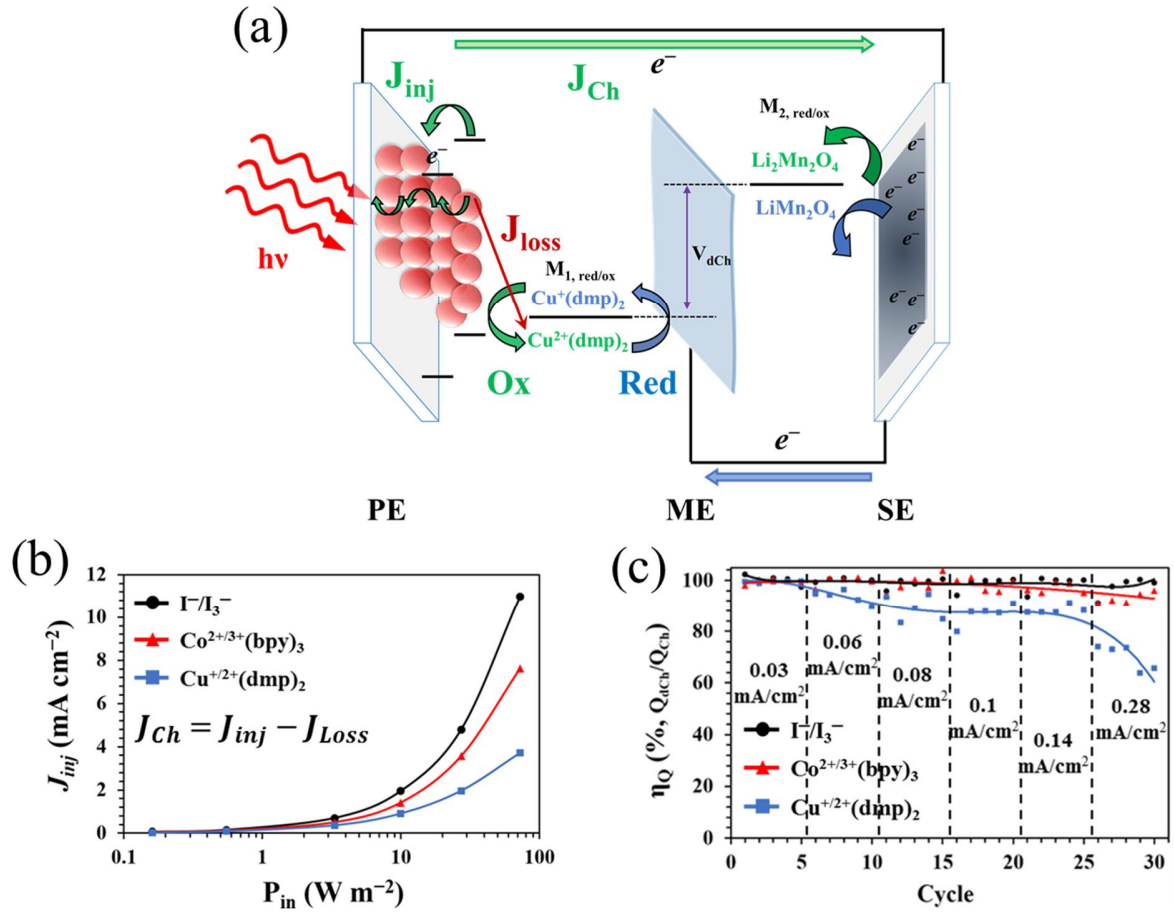 (a)
e⁻
J_inj
J_Ch
M₂, red/ox
Li₂Mn₂O₄
LiMn₂O₄
e⁻
e⁻
e⁻
e⁻
e⁻
e⁻
e⁻ e⁻
e⁻
hν
J_loss
V_dCh
M₁, red/ox
Cu⁺(dmp)₂
Cu²⁺(dmp)₂
Ox
Red
e⁻
PE
ME
SE
(b)
J_inj (mA cm⁻²)
12
10
8
6
4
2
0
I⁻/I₃⁻
Co²⁺/³⁺(bpy)₃
Cu⁺/²⁺(dmp)₂
J_Ch = J_inj − J_Loss
0.1
1
10
100
P_in (W m⁻²)
(c)
η_Q (%, Q_dCh/Q_Ch)
100
80
60
40
20
0
0.03
mA/cm²
0.06
mA/cm²
0.08
mA/cm²
0.1
mA/cm²
0.14
mA/cm²
0.28
mA/cm²
I⁻/I₃⁻
Co²⁺/³⁺(bpy)₃
Cu⁺/²⁺(dmp)₂
0
5
10
15
20
25
30
Cycle